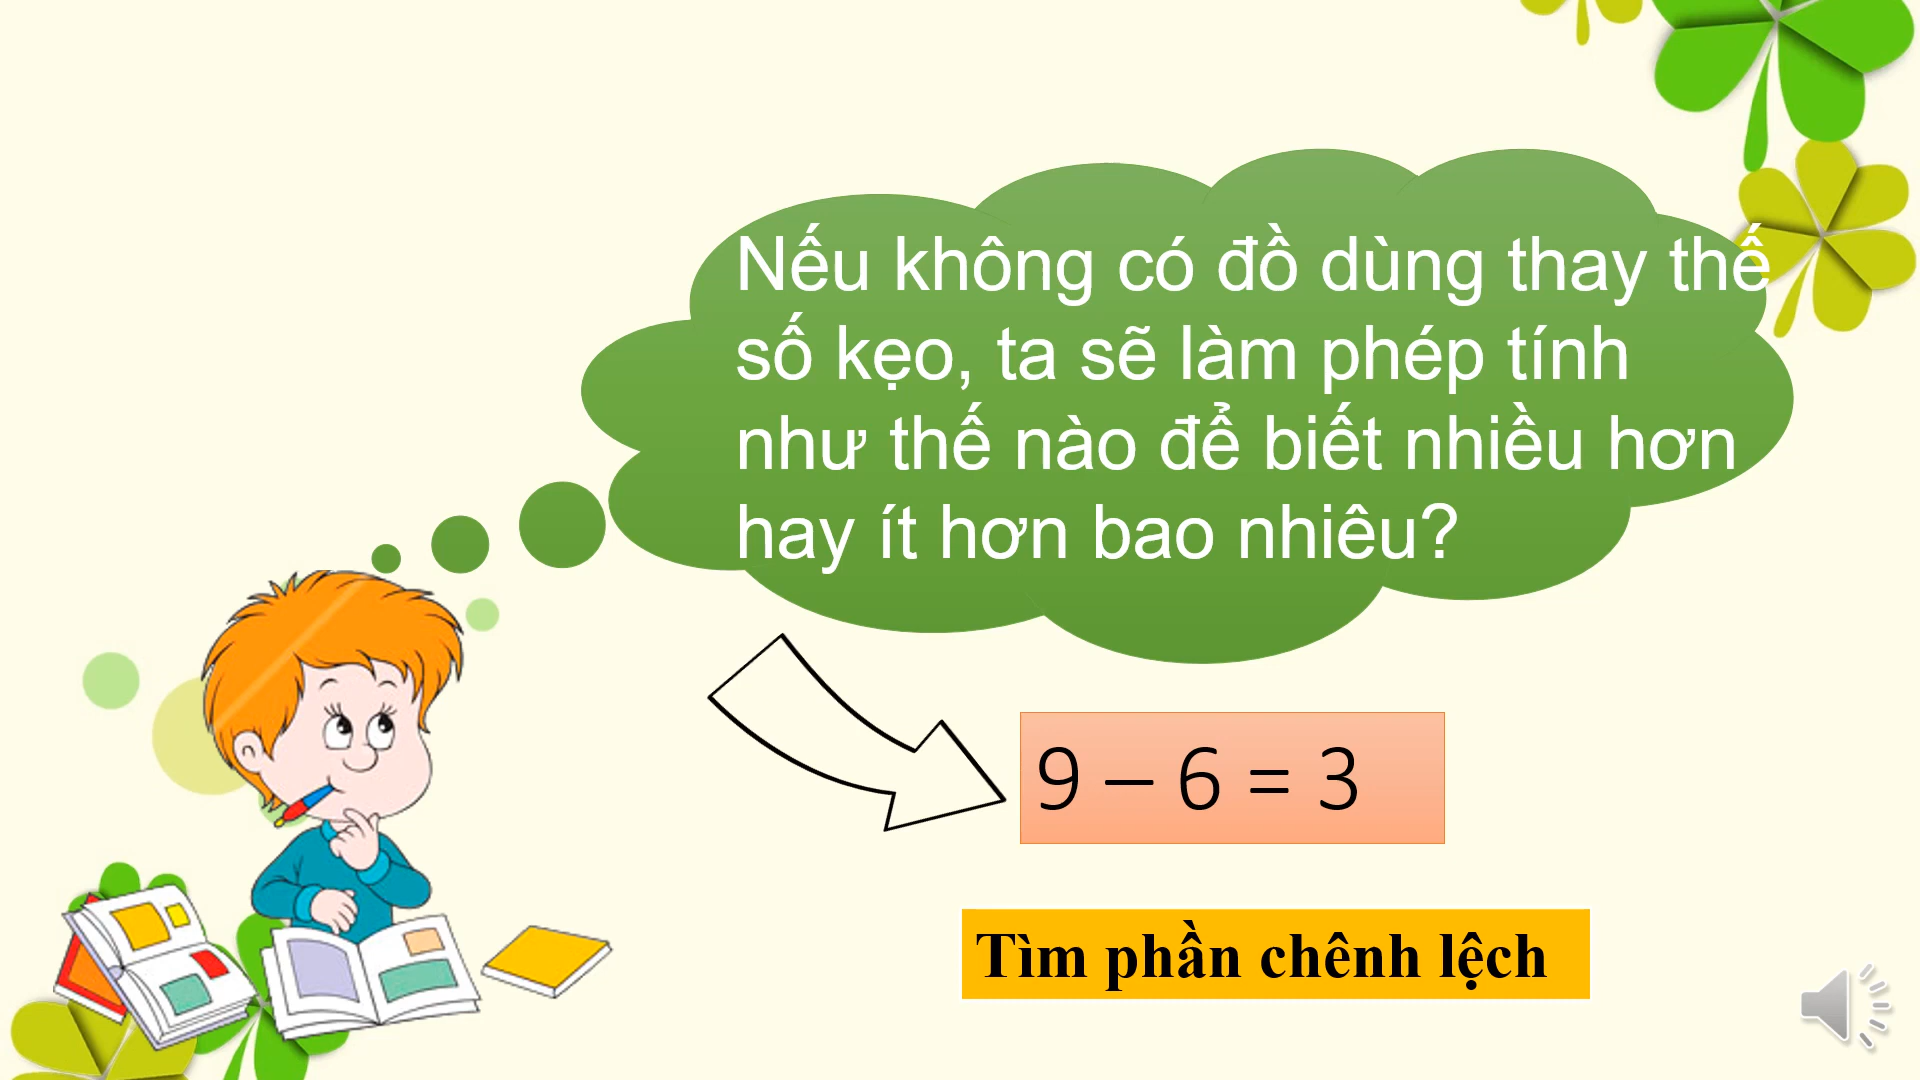 Nếu không có đồ dùng thay thế
số kẹo, ta sẽ làm phép tính
như thế nào để biết nhiều hơn
hay ít hơn bao nhiêu?
9 – 6 = 3
Tìm phần chênh lệch